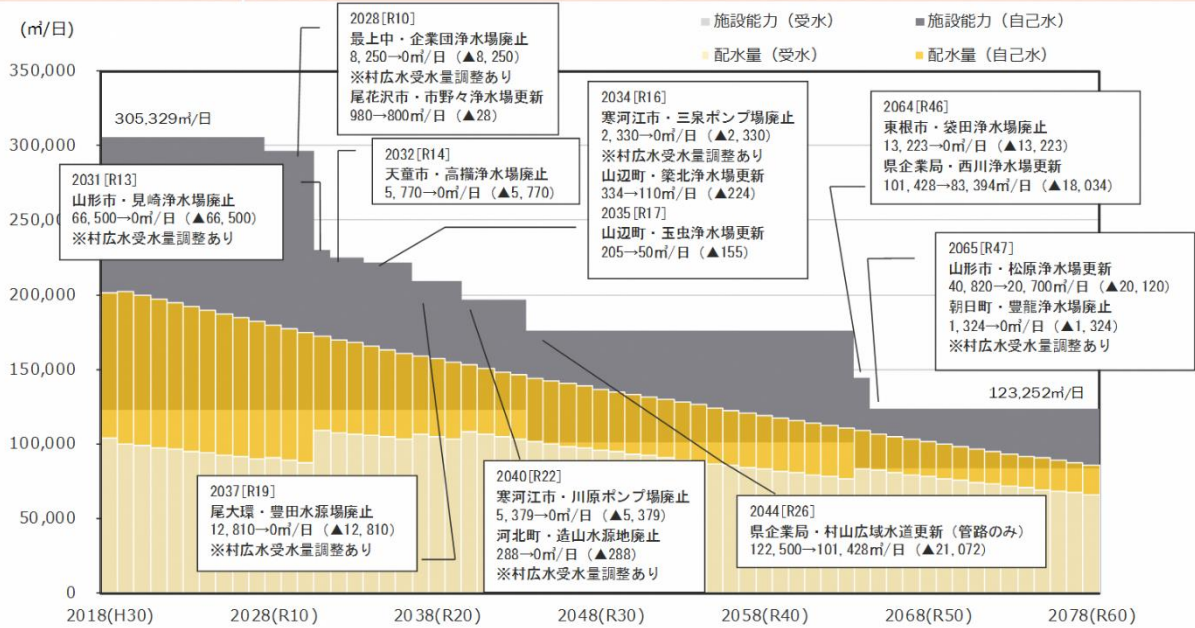 (㎥/日)
施設能力（受水）
施設能力（自己水）
配水量（受水）
配水量（自己水）
350,000
300,000
250,000
200,000
150,000
100,000
50,000
0
305,329㎥/日
2028[R10]
最上中・企業団浄水場廃止
8,250→0㎥/日（▲8,250）
※村広水受水量調整あり
尾花沢市・市野々浄水場更新
980→800㎥/日（▲28）
2031[R13]
山形市・見崎浄水場廃止
66,500→0㎥/日（▲66,500）
※村広水受水量調整あり
2032[R14]
天童市・高擶浄水場廃止
5,770→0㎥/日（▲5,770）
2034[R16]
寒河江市・三泉ポンプ場廃止
2,330→0㎥/日（▲2,330）
※村広水受水量調整あり
山辺町・築北浄水場更新
334→110㎥/日（▲224）
2035[R17]
山辺町・玉虫浄水場更新
205→50㎥/日（▲155）
2064[R46]
東根市・袋田浄水場廃止
13,223→0㎥/日（▲13,223）
県企業局・西川浄水場更新
101,428→83,394㎥/日（▲18,034）
2065[R47]
山形市・松原浄水場更新
40,820→20,700㎥/日（▲20,120）
朝日町・豊龍浄水場廃止
1,324→0㎥/日（▲1,324）
※村広水受水量調整あり
123,252㎥/日
2037[R19]
尾大環・豊田水源場廃止
12,810→0㎥/日（▲12,810）
※村広水受水量調整あり
2040[R22]
寒河江市・川原ポンプ場廃止
5,379→0㎥/日（▲5,379）
河北町・造山水源地廃止
288→0㎥/日（▲288）
※村広水受水量調整あり
2044[R26]
県企業局・村山広域水道更新（管路のみ）
122,500→101,428㎥/日（▲21,072）
2018(H30)
2028(R10)
2038(R20)
2048(R30)
2058(R40)
2068(R50)
2078(R60)